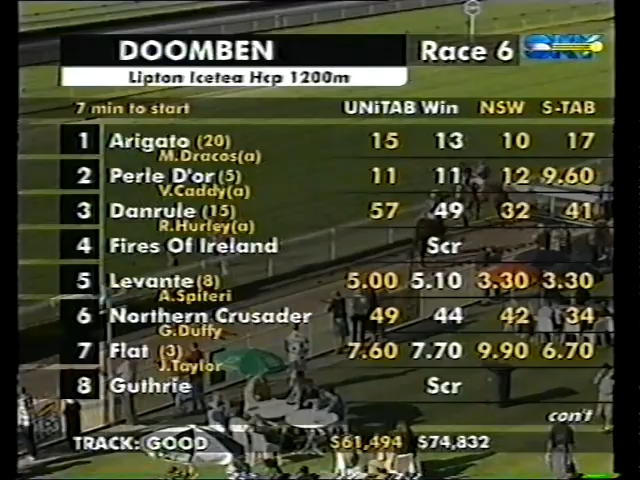 DOOMBEN Race 6 SKY
Lipton Icetea Hcp 1200m
7 min to start UNiTAB Win NSW S-TAB
1 Arigato (20) 15 13 10 17
M.Dracos(a)
2 Perle D'or (5) 11 11 12 9.60
V.Caddy(a)
3 Danrule (15) 57 49 32 41
R.Hurley(a)
4 Fires Of Ireland Scr
5 Levante (8) 5.00 5.10 3.30 3.30
A.Spiteri
6 Northern Crusader 49 44 42 34
G.Duffy
7 Flat (3) 7.60 7.70 9.90 6.70
J.Taylor
8 Guthrie Scr
con't
TRACK: GOOD $61,494 $74,832